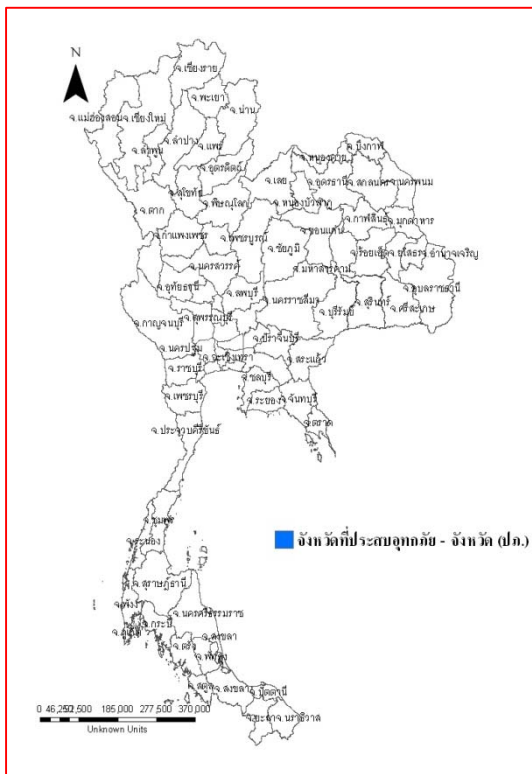 N
จ.เชียงราย
จ.พะเยา
จ.น่าน
จ.แม่ฮ่องสอน
จ.เชียงใหม่
จ.ลำปาง
จ.แพร่
จ.ลำพูน
จ.อุตรดิตถ์
จ.บึงกาฬ
จ.หนองคาย
จ.เลย
จ.อุดรธานี
จ.สกลนคร
จ.นครพนม
จ.สุโขทัย
จ.พิษณุโลก
จ.หนองบัวลำภู
จ.ตาก
จ.กาฬสินธุ์
จ.มุกดาหาร
จ.กำแพงเพชร
จ.เพชรบูรณ์
จ.ขอนแก่น
จ.ชัยภูมิ
จ.ร้อยเอ็ด
จ.ยโสธร
จ.อำนาจเจริญ
จ.นครสวรรค์
จ.มหาสารคาม
จ.อุทัยธานี
จ.ลพบุรี
จ.นครราชสีมา
จ.บุรีรัมย์
จ.สุรินทร์
จ.ศรีสะเกษ
จ.อุบลราชธานี
จ.กาญจนบุรี
จ.สุพรรณบุรี
จ.ปราจีนบุรี
จ.นครปฐม
จ.ฉะเชิงเทรา
จ.สระแก้ว
จ.ราชบุรี
จ.ชลบุรี
จ.เพชรบุรี
จ.ระยอง
จ.จันทบุรี
จ.ตราด
จ.ประจวบคีรีขันธ์
จ.ชุมพร
จ.ระนอง
จังหวัดที่ประสบอุทกภัย - จังหวัด (ปภ.)
จ.สุราษฎร์ธานี
จ.พังงา
จ.นครศรีธรรมราช
จ.กระบี่
จ.ภูเก็ต
จ.ตรัง
จ.สงขลา
จ.พัทลุง
จ.สตูล
จ.สงขลา
จ.ปัตตานี
จ.ยะลา
จ.นราธิวาส
0 46,250 92,500 185,000 277,500 370,000
Unknown Units